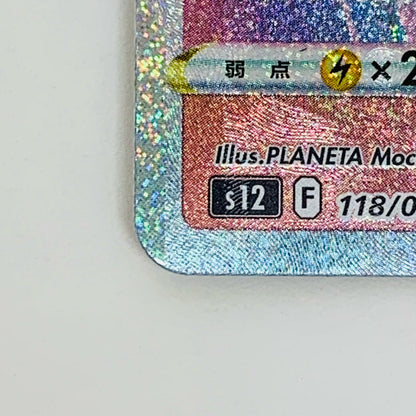 弱点 ×2
Illus.PLANETA Moc
s12 F 118/0